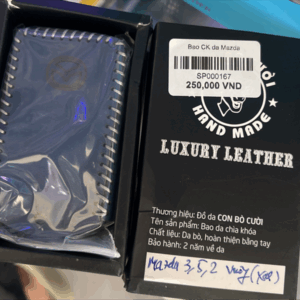 Bao CK da Mazda
SP000167
250,000 VND
HAND MADE
LUXURY LEATHER
Thương hiệu: Đồ da CON BÒ CƯỜI
Tên sản phẩm: Bao da chìa khóa
Chất liệu: Da bò, hoàn thiện bằng tay
Bảo hành: 2 năm về da
Mazda 3, 5, 2